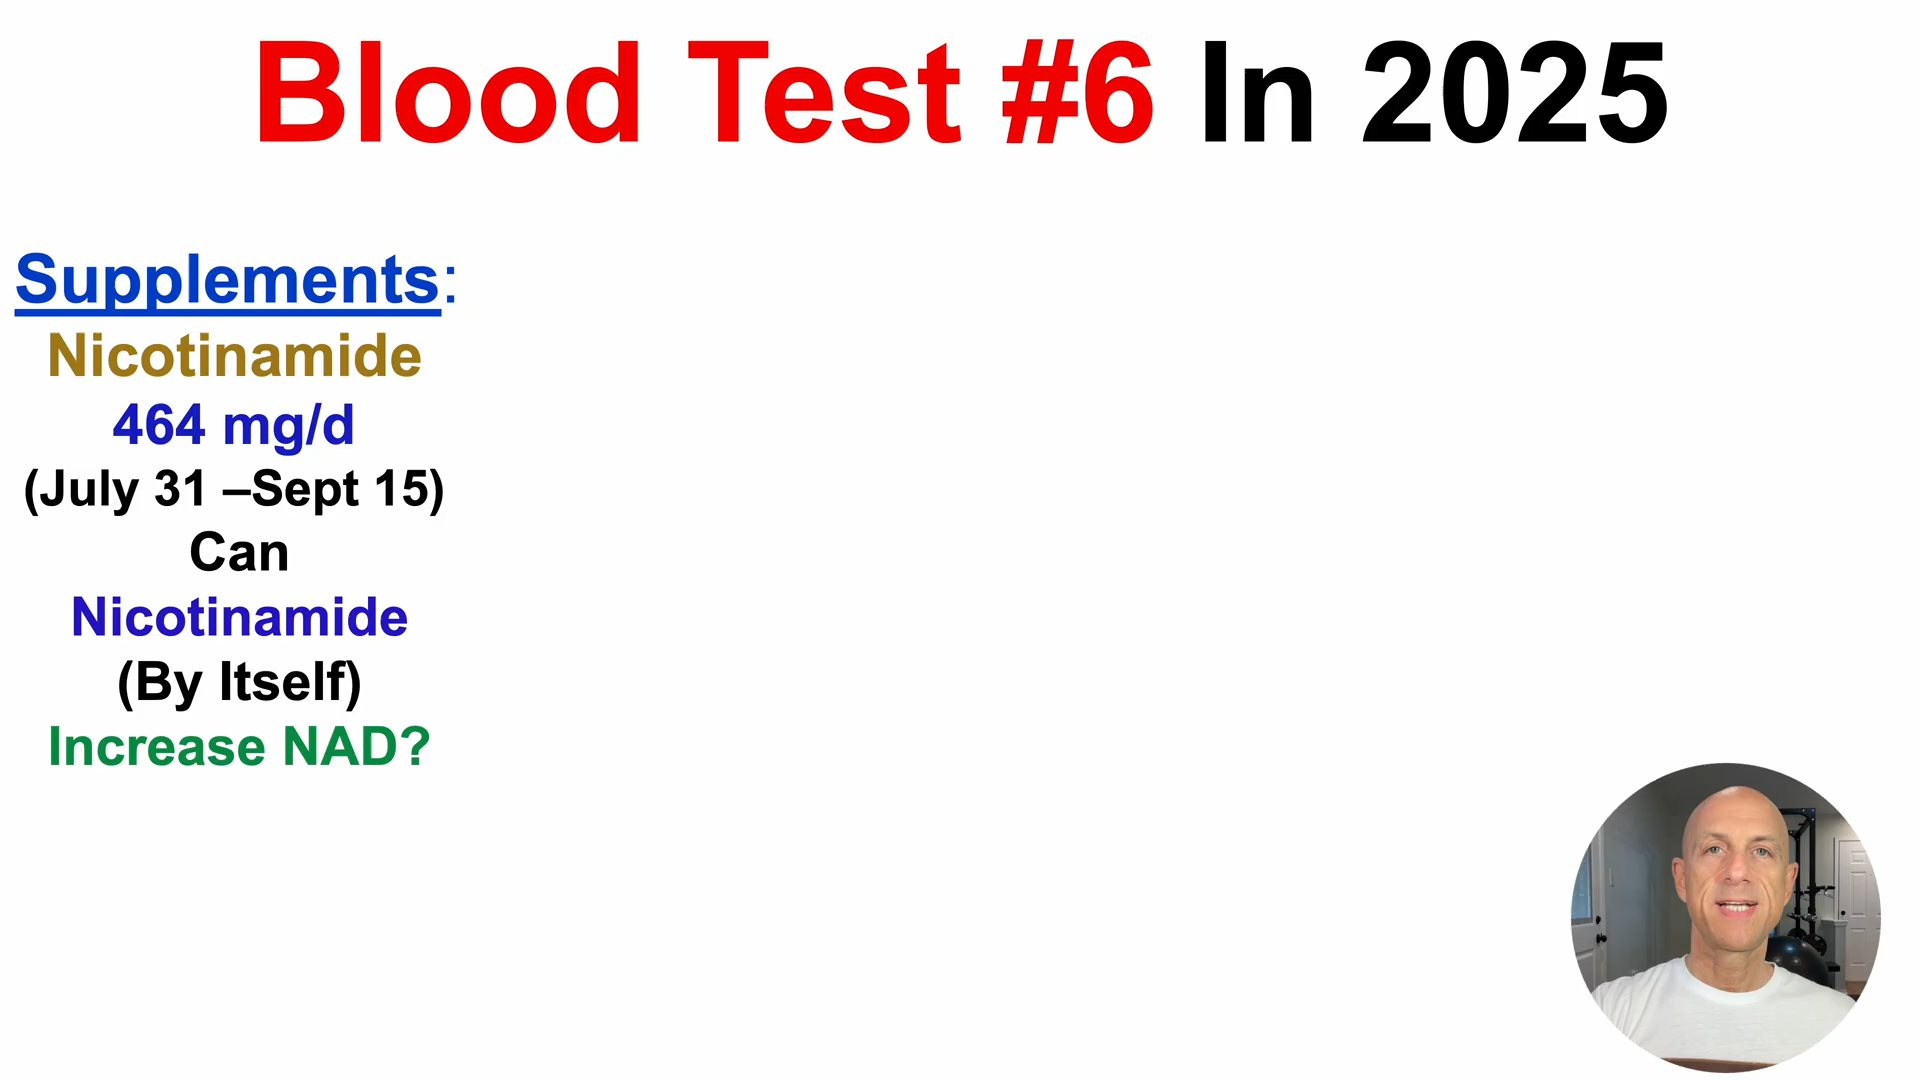 Blood Test #6 In 2025
Supplements:
Nicotinamide
464 mg/d
(July 31 –Sept 15)
Can
Nicotinamide
(By Itself)
Increase NAD?